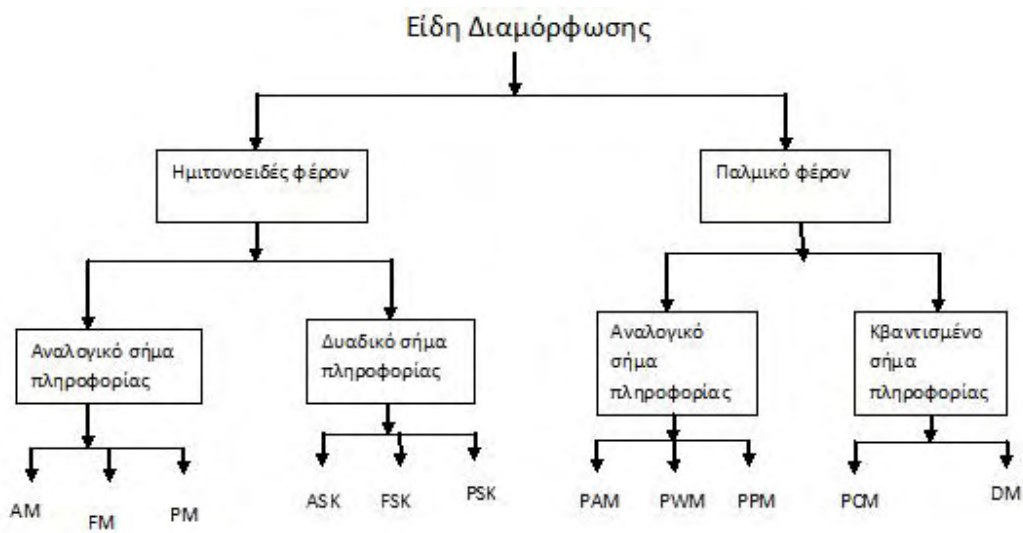 Είδη Διαμόρφωσης
Ημιτονοειδές φέρον
Παλμικό φέρον
Αναλογικό σήμα
πληροφορίας
Δυαδικό σήμα
πληροφορίας
Αναλογικό
σήμα
πληροφορίας
Κβαντισμένο
σήμα
πληροφορίας
AM
FM
PM
ASK
FSK
PSK
PAM
PWM
PPM
PCM
DM